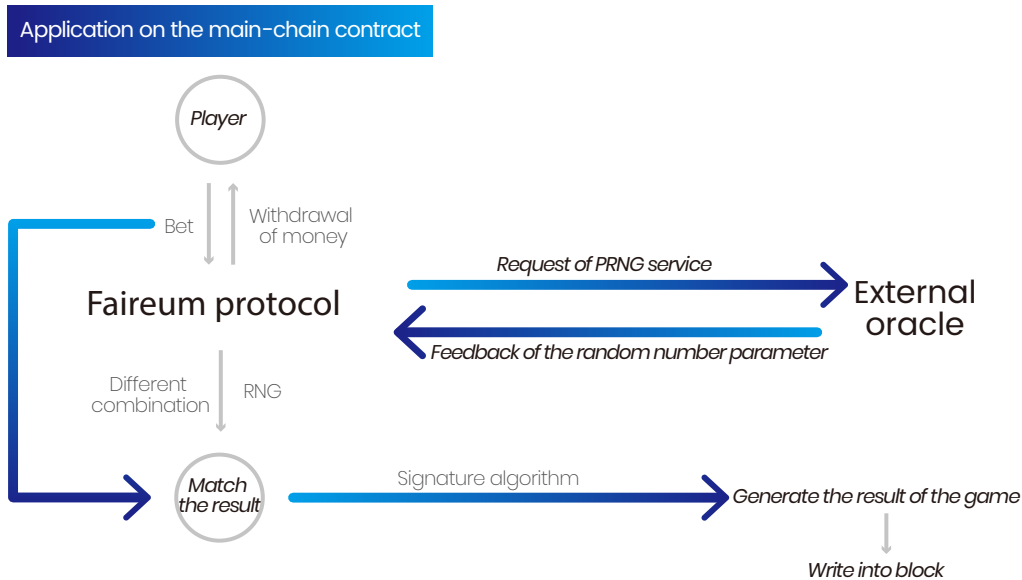 Application on the main-chain contract
Player
Bet
Withdrawal
of money
Request of PRNG service
Faireum protocol
External
oracle
Feedback of the random number parameter
Different
combination
RNG
Match
the result
Signature algorithm
Generate the result of the game
Write into block